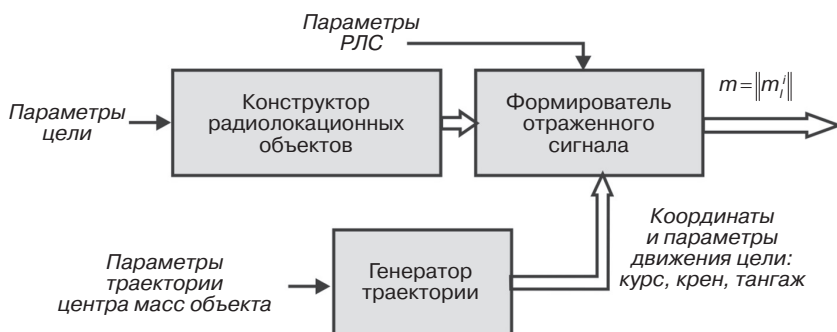 Параметры
РЛС
Параметры
цели
Конструктор
радиолокационных
объектов
Формирователь
отраженного
сигнала
m=‖mₗⁱ‖
Координаты
и параметры
движения цели:
курс, крен, тангаж
Параметры
траектории
центра масс объекта
Генератор
траектории